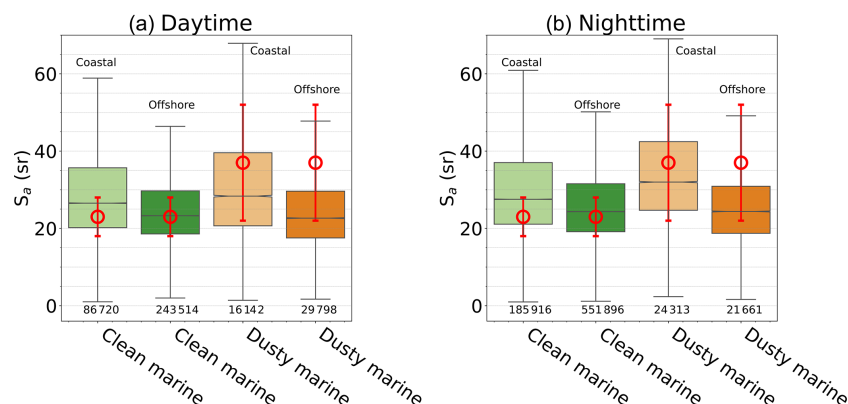 (a) Daytime
(b) Nighttime
S_a (sr)
60
40
20
0
Coastal
Offshore
Coastal
Offshore
86 720
243 514
16 142
29 798
Clean marine
Clean marine
Dusty marine
Dusty marine
S_a (sr)
60
40
20
0
Coastal
Offshore
Coastal
Offshore
185 916
551 896
24 313
21 661
Clean marine
Clean marine
Dusty marine
Dusty marine